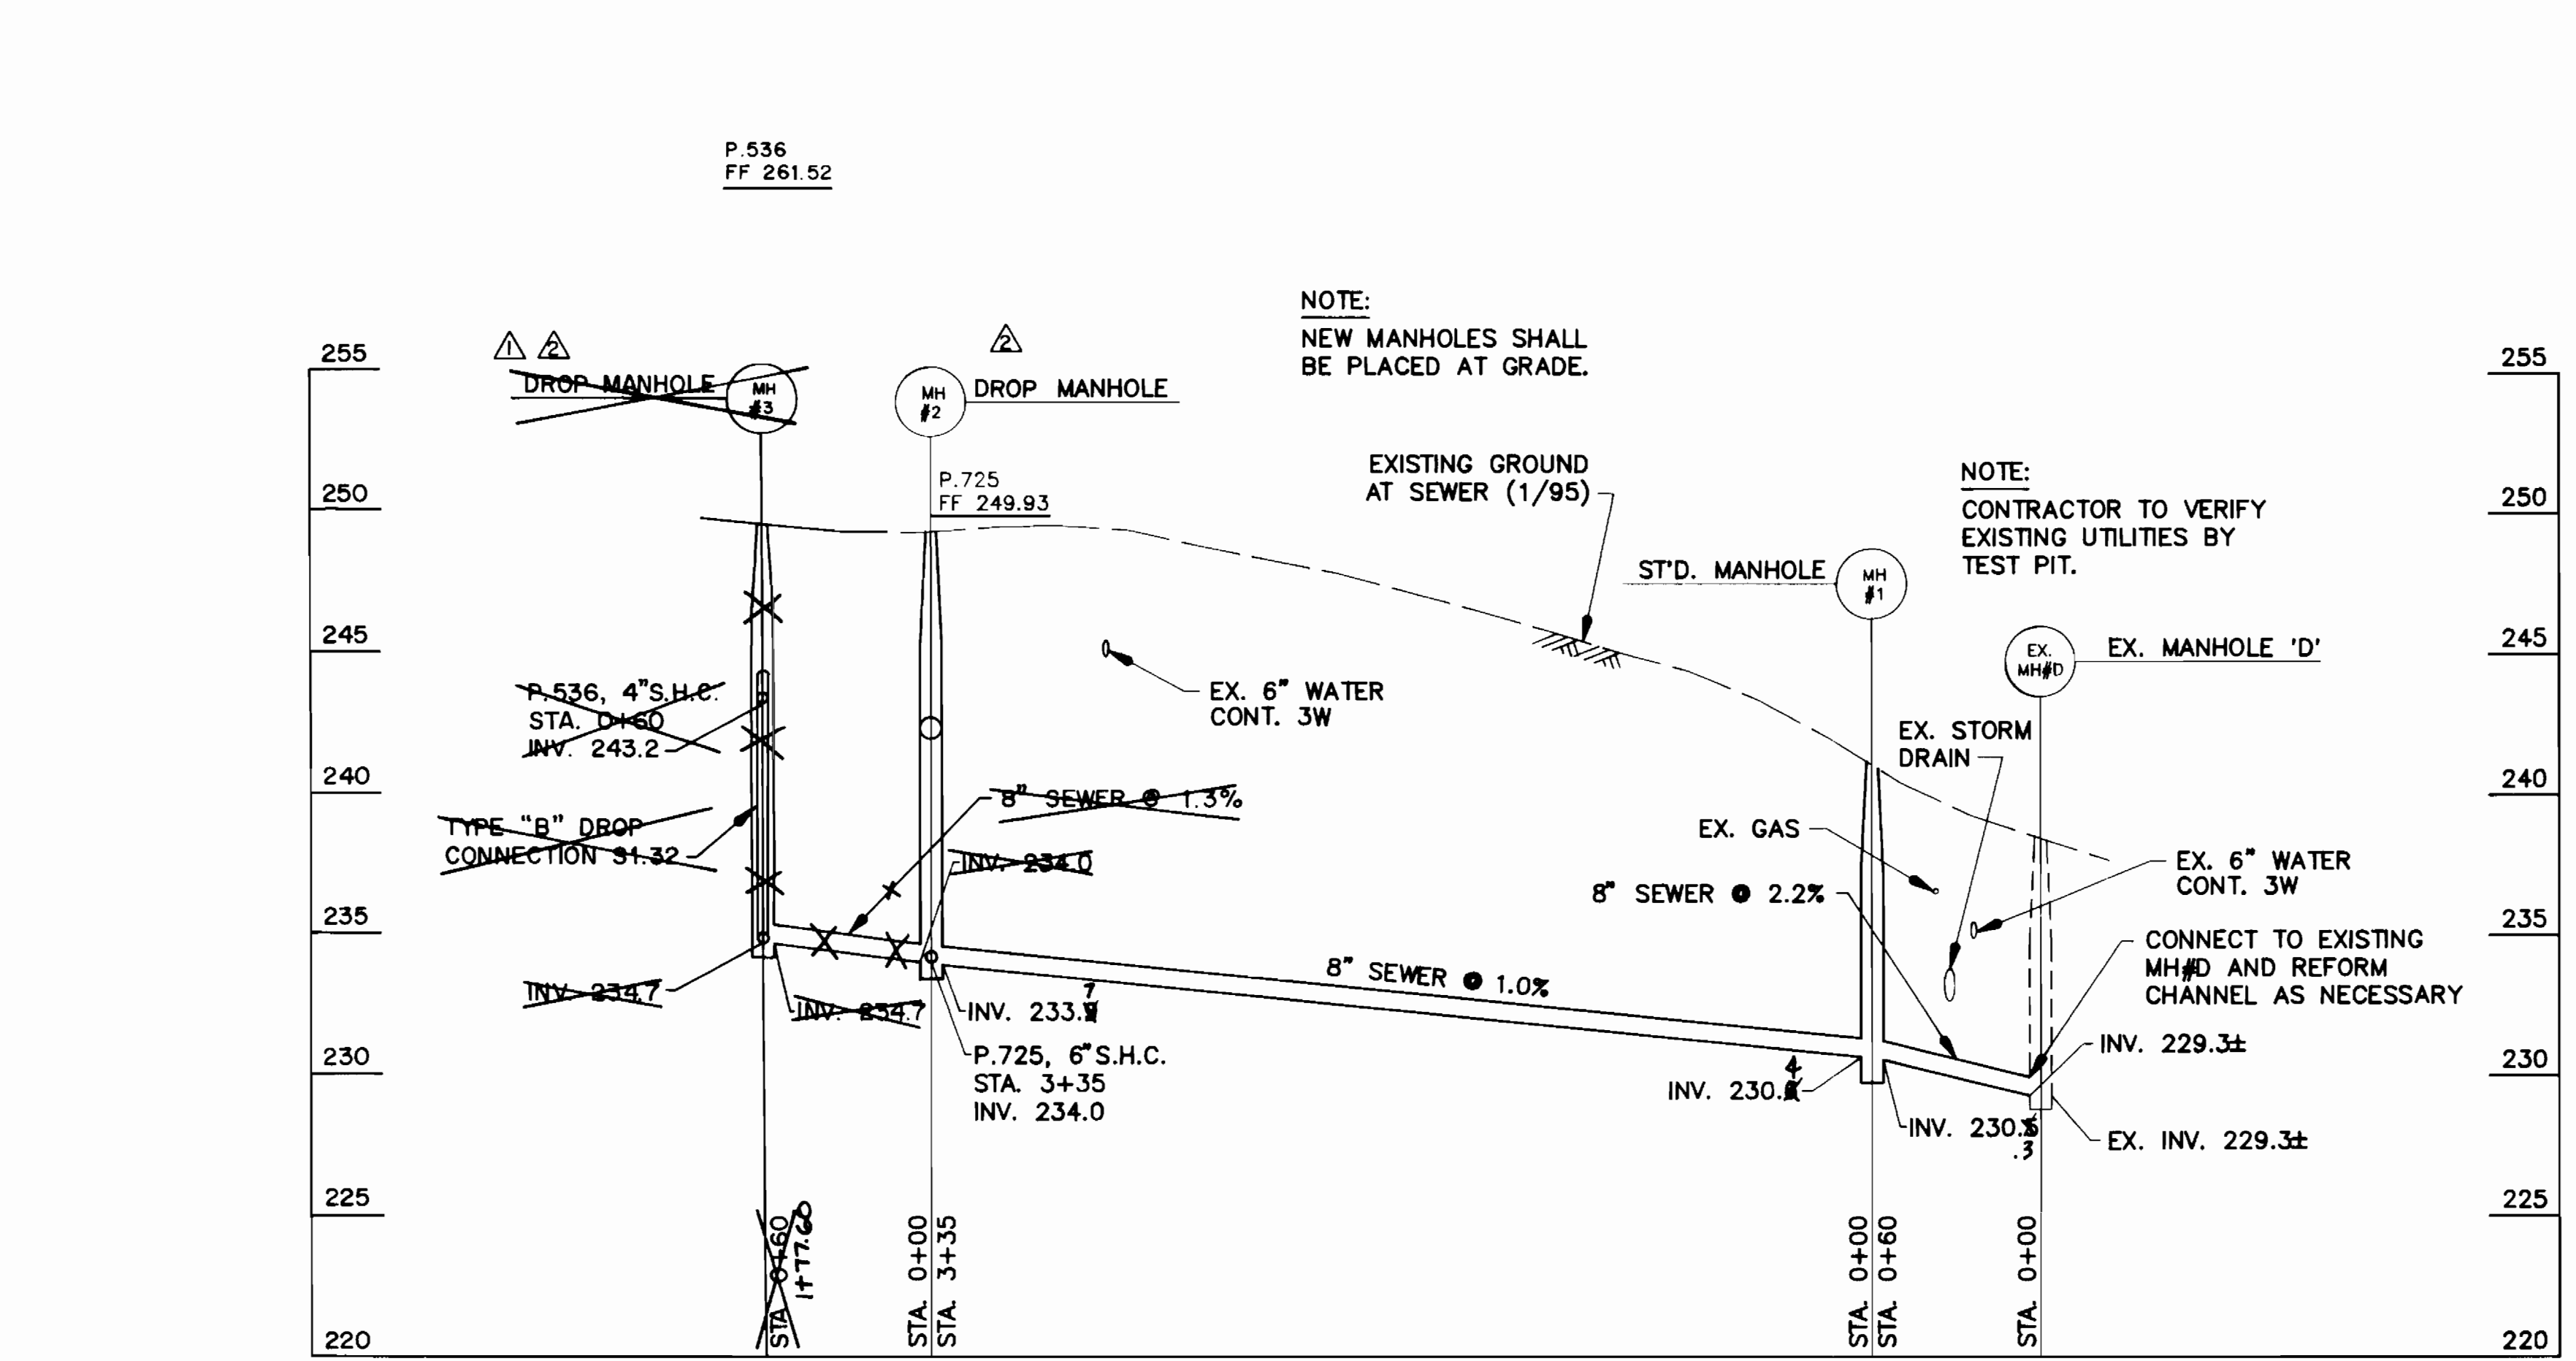 P.536
FF 261.52
NOTE:
NEW MANHOLES SHALL
BE PLACED AT GRADE.
1 2
2
255
255
DROP MANHOLE
MH
#3
MH
#2
DROP MANHOLE
P.725
FF 249.93
EXISTING GROUND
AT SEWER (1/95)
NOTE:
CONTRACTOR TO VERIFY
EXISTING UTILITIES BY
TEST PIT.
250
250
ST'D. MANHOLE
MH
#1
245
245
EX.
MH#D
EX. MANHOLE 'D'
P.536, 4"S.H.C.
STA. 0+60
INV. 243.2
EX. 6" WATER
CONT. 3W
EX. STORM
DRAIN
240
240
8" SEWER @ 1.3%
TYPE "B" DROP
CONNECTION S1.32
INV. 234.0
EX. GAS
8" SEWER @ 2.2%
EX. 6" WATER
CONT. 3W
235
235
CONNECT TO EXISTING
MH#D AND REFORM
CHANNEL AS NECESSARY
8" SEWER @ 1.0%
INV. 234.7
INV. 234.7
7
INV. 233.
P.725, 6"S.H.C.
STA. 3+35
INV. 234.0
230
230
INV. 229.3±
4
INV. 230.
INV. 230.5
.3
EX. INV. 229.3±
225
225
STA. 0+60
1+77.60
STA. 0+00
STA. 3+35
STA. 0+00
STA. 0+60
STA. 0+00
220
220